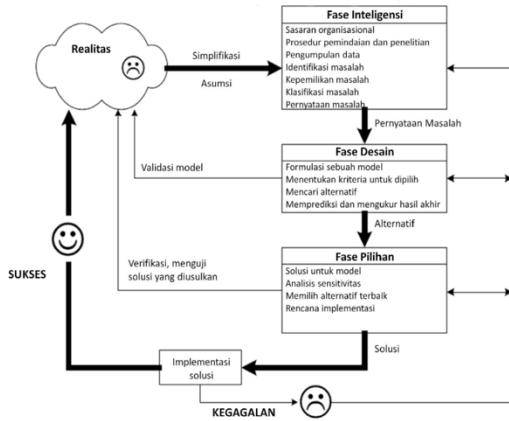 Realitas
Simplifikasi
Asumsi
Fase Inteligensi
Sasaran organisasional
Prosedur pemindaian dan penelitian
Pengumpulan data
Identifikasi masalah
Kepemilikan masalah
Klasifikasi masalah
Pernyataan masalah
Pernyataan Masalah
Fase Desain
Formulasi sebuah model
Menentukan kriteria untuk dipilih
Mencari alternatif
Memprediksi dan mengukur hasil akhir
Validasi model
Alternatif
Fase Pilihan
Solusi untuk model
Analisis sensitivitas
Memilih alternatif terbaik
Rencana implementasi
Verifikasi, menguji
solusi yang diusulkan
SUKSES
Solusi
Implementasi
solusi
KEGAGALAN